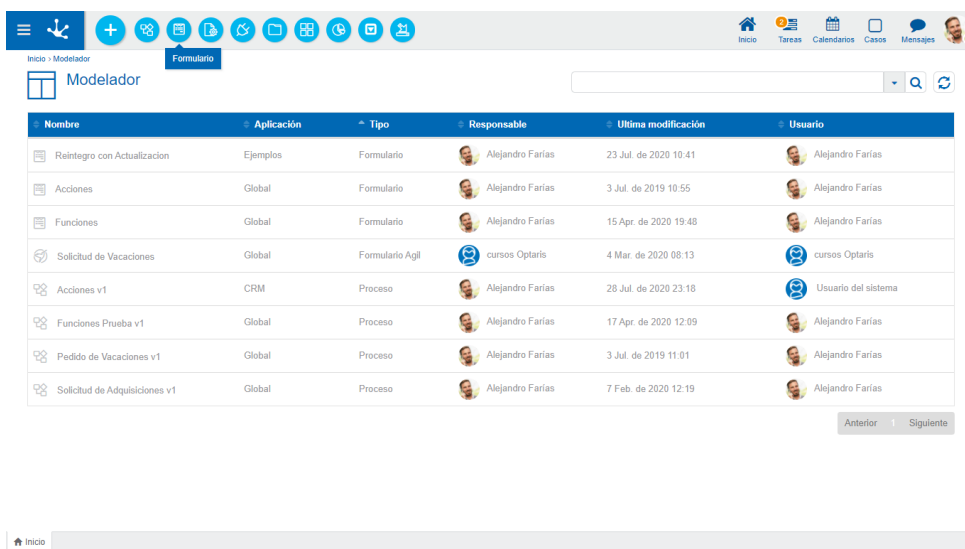 2
Inicio Tareas Calendarios Casos Mensajes
Inicio > Modelador
Formulario
Modelador
Nombre Aplicación Tipo Responsable Ultima modificación Usuario
Reintegro con Actualizacion Ejemplos Formulario Alejandro Farías 23 Jul. de 2020 10:41 Alejandro Farías
Acciones Global Formulario Alejandro Farías 3 Jul. de 2019 10:55 Alejandro Farías
Funciones Global Formulario Alejandro Farías 15 Apr. de 2020 19:48 Alejandro Farías
Solicitud de Vacaciones Global Formulario Agil cursos Optaris 4 Mar. de 2020 08:13 cursos Optaris
Acciones v1 CRM Proceso Alejandro Farías 28 Jul. de 2020 23:18 Usuario del sistema
Funciones Prueba v1 Global Proceso Alejandro Farías 17 Apr. de 2020 12:09 Alejandro Farías
Pedido de Vacaciones v1 Global Proceso Alejandro Farías 3 Jul. de 2019 11:01 Alejandro Farías
Solicitud de Adquisiciones v1 Global Proceso Alejandro Farías 7 Feb. de 2020 12:19 Alejandro Farías
Anterior 1 Siguiente
Inicio